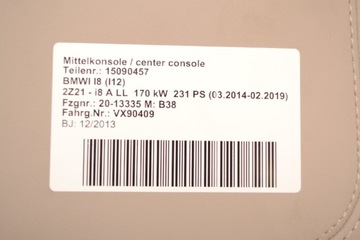 Mittelkonsole / center console
Teilenr.: 15090457
BMWI I8 (I12)
2Z21 - i8 A LL 170 kW 231 PS (03.2014-02.2019)
Fzgnr.: 20-13335 M: B38
Fahrg.Nr.: VX90409
BJ: 12/2013